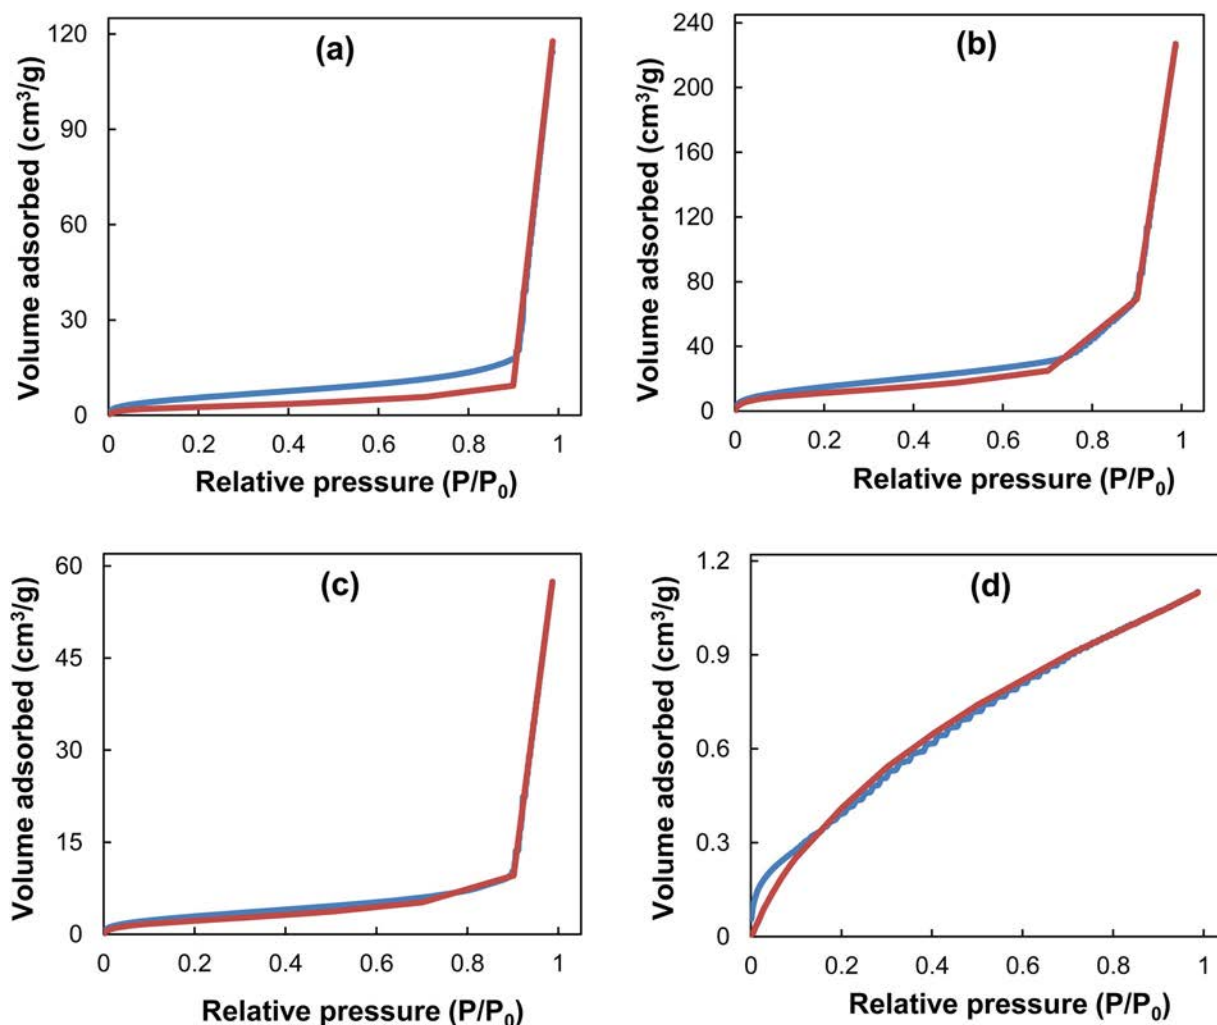 (a)
Volume adsorbed (cm³/g)
120
90
60
30
0
0 0.2 0.4 0.6 0.8 1
Relative pressure (P/P₀)
(b)
Volume adsorbed (cm³/g)
240
200
160
120
80
40
0
0 0.2 0.4 0.6 0.8 1
Relative pressure (P/P₀)
(c)
Volume adsorbed (cm³/g)
60
45
30
15
0
0 0.2 0.4 0.6 0.8 1
Relative pressure (P/P₀)
(d)
Volume adsorbed (cm³/g)
1.2
0.9
0.6
0.3
0
0 0.2 0.4 0.6 0.8 1
Relative pressure (P/P₀)